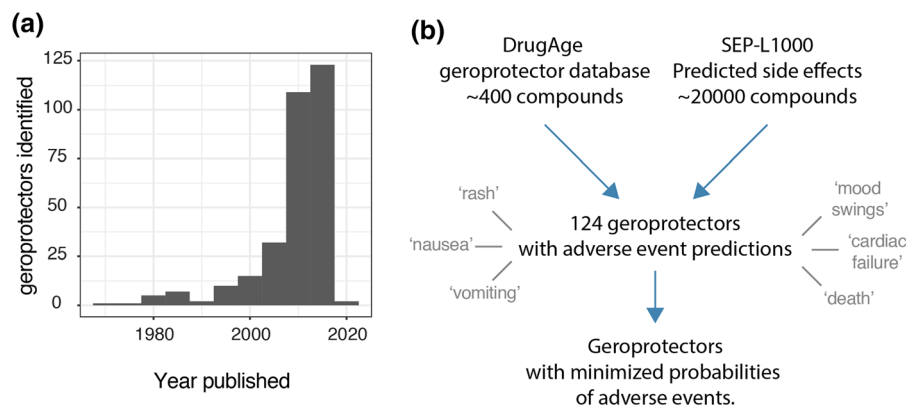 (a)
125
100
75
50
25
0
geroprotectors identified
1980
2000
2020
Year published
(b)
DrugAge
geroprotector database
~400 compounds
SEP-L1000
Predicted side effects
~20000 compounds
‘rash’
‘nausea’
‘vomiting’
124 geroprotectors
with adverse event predictions
‘mood
swings’
‘cardiac
failure’
‘death’
Geroprotectors
with minimized probabilities
of adverse events.